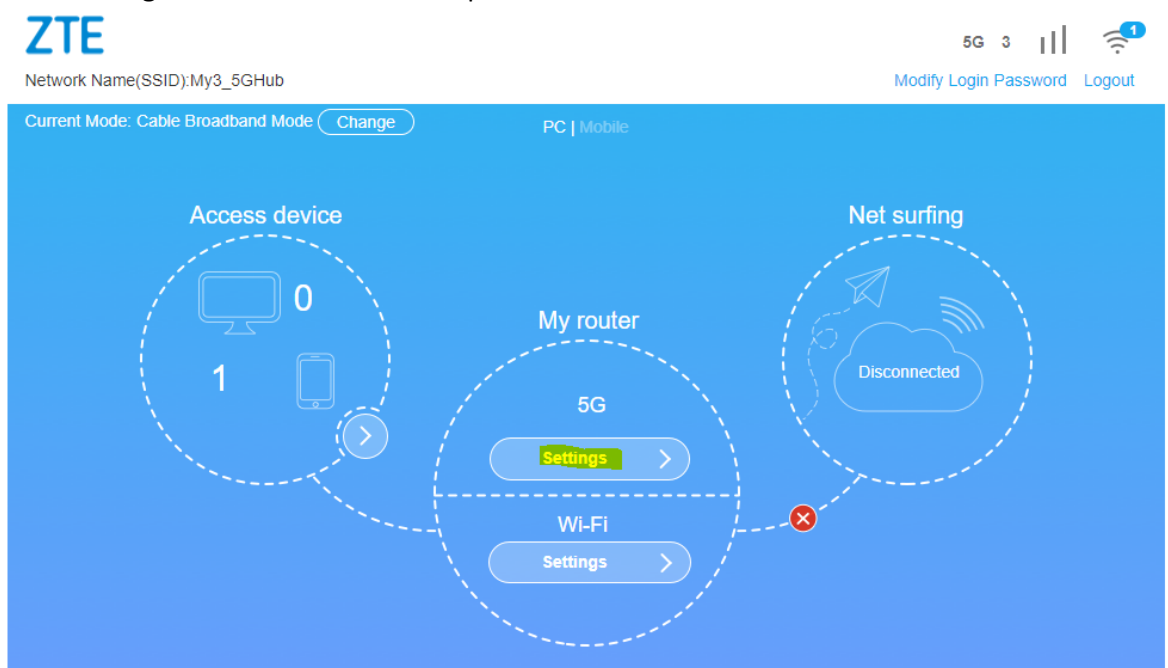 ZTE
5G 3
1
Network Name(SSID):My3_5GHub
Modify Login Password Logout
Current Mode: Cable Broadband Mode Change
PC | Mobile
Access device
0
1
My router
5G
Settings
Wi-Fi
Settings
Net surfing
Disconnected